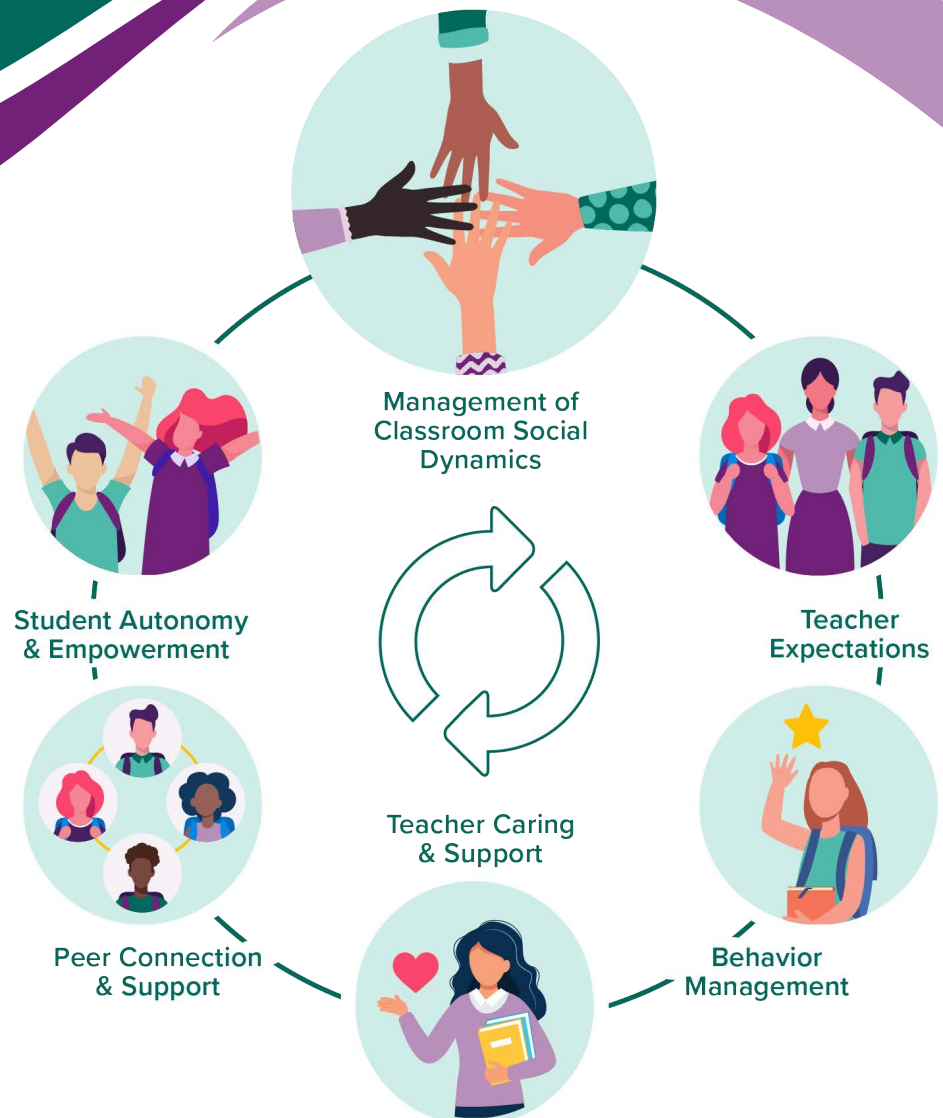 Management of
Classroom Social
Dynamics
Student Autonomy
& Empowerment
Teacher
Expectations
Teacher Caring
& Support
Peer Connection
& Support
Behavior
Management